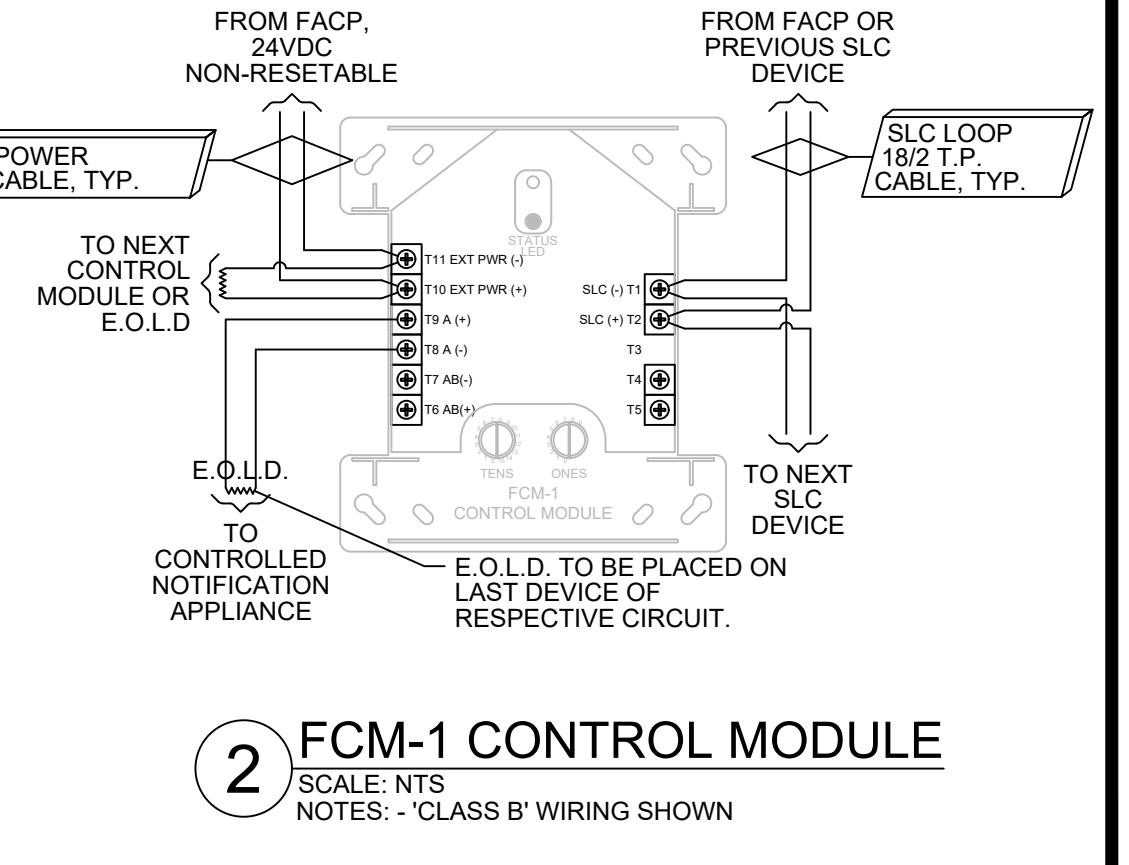 FROM FACP,
24VDC
NON-RESETABLE
FROM FACP OR
PREVIOUS SLC
DEVICE
POWER
CABLE, TYP.
SLC LOOP
18/2 T.P.
CABLE, TYP.
STATUS
LED
TO NEXT
CONTROL
MODULE OR
E.O.L.D
T11 EXT PWR (-)
T10 EXT PWR (+)
T9 A (+)
T8 A (-)
T7 AB(-)
T6 AB(+)
SLC (-) T1
SLC (+) T2
T3
T4
T5
TENS
ONES
FCM-1
CONTROL MODULE
E.O.L.D.
TO
CONTROLLED
NOTIFICATION
APPLIANCE
TO NEXT
SLC
DEVICE
E.O.L.D. TO BE PLACED ON
LAST DEVICE OF
RESPECTIVE CIRCUIT.
2
FCM-1 CONTROL MODULE
SCALE: NTS
NOTES: - 'CLASS B' WIRING SHOWN